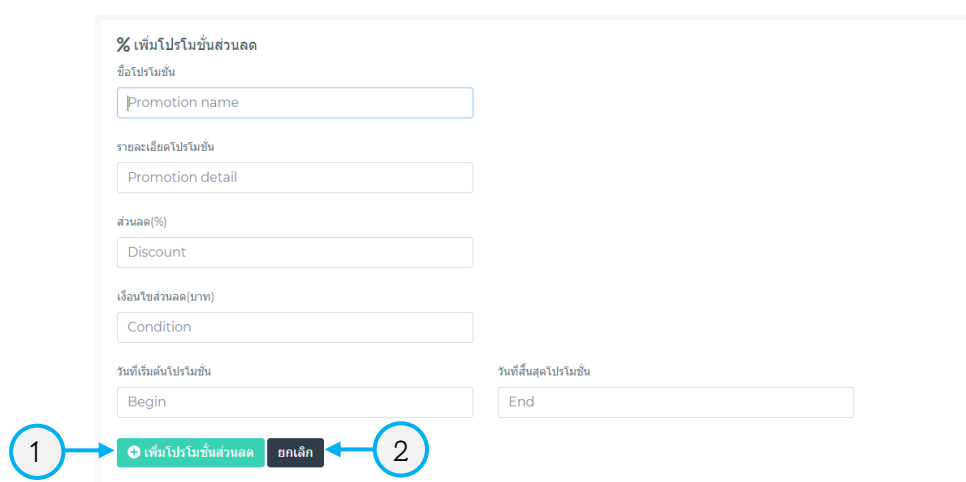 % เพิ่มโปรโมชั่นส่วนลด
ชื่อโปรโมชั่น
Promotion name
รายละเอียดโปรโมชั่น
Promotion detail
ส่วนลด(%)
Discount
เงื่อนไขส่วนลด(บาท)
Condition
วันที่เริ่มต้นโปรโมชั่น วันที่สิ้นสุดโปรโมชั่น
Begin End
1 เพิ่มโปรโมชั่นส่วนลด ยกเลิก 2